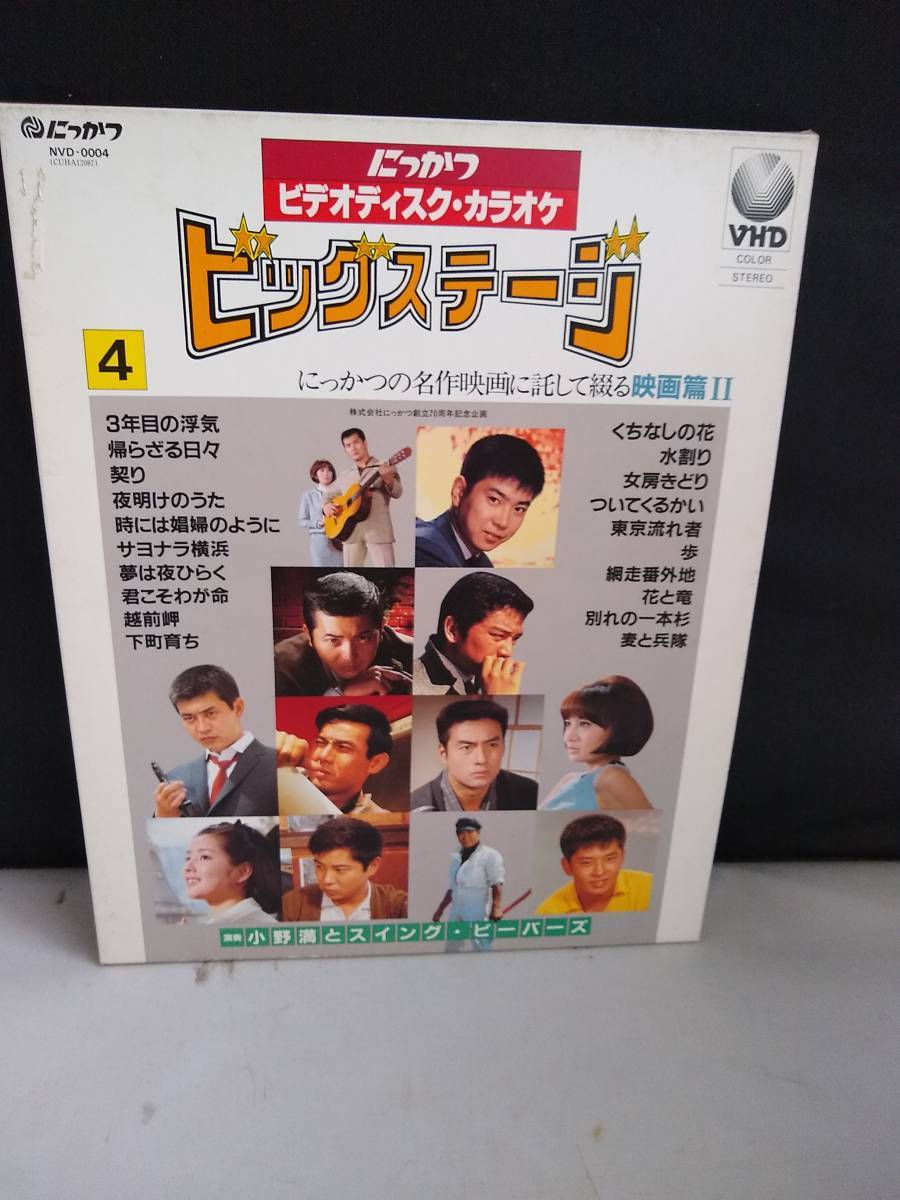 にっかつ
NVD-0004
(CUHA12087)
にっかつ
ビデオディスク・カラオケ
ビッグステージ
VHD
COLOR
STEREO
4
にっかつの名作映画に託して綴る映画篇II
株式会社にっかつ創立70周年記念企画
3年目の浮気
帰らざる日々
契り
夜明けのうた
時には娼婦のように
サヨナラ横浜
夢は夜ひらく
君こそわが命
越前岬
下町育ち
くちなしの花
水割り
女房きどり
ついてくるかい
東京流れ者
歩
網走番外地
花と竜
別れの一本杉
麦と兵隊
演奏 小野満とスイング・ビーバーズ